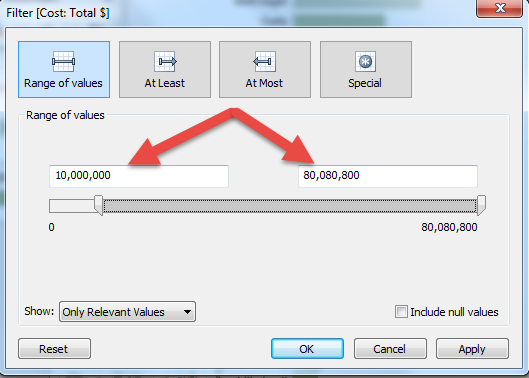 Filter [Cost: Total $]
Range of values
At Least
At Most
Special
Range of values
10,000,000
80,080,800
0
80,080,800
Show:
Only Relevant Values
Include null values
Reset
OK
Cancel
Apply